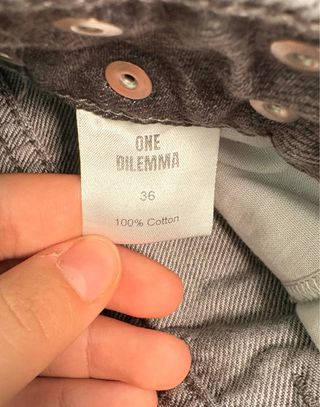 ONE
DILEMMA
36
100% Cotton